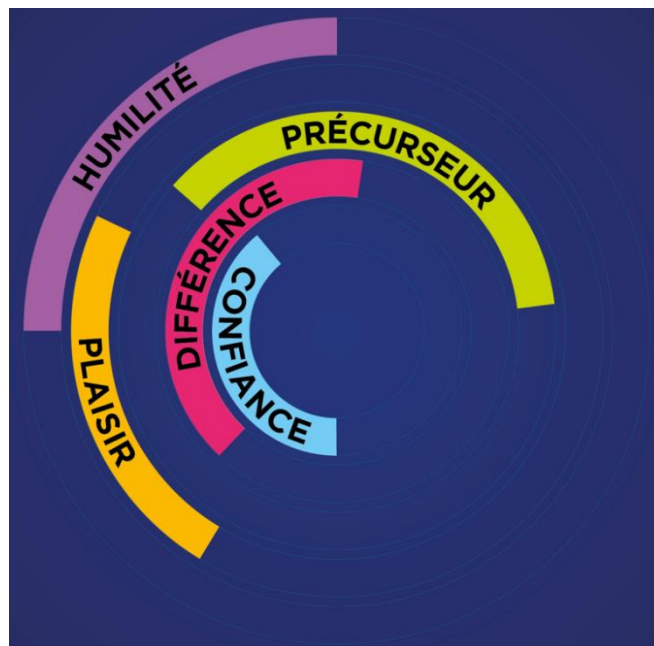 HUMILITÉ
PRÉCURSEUR
DIFFÉRENCE
CONFIANCE
PLAISIR